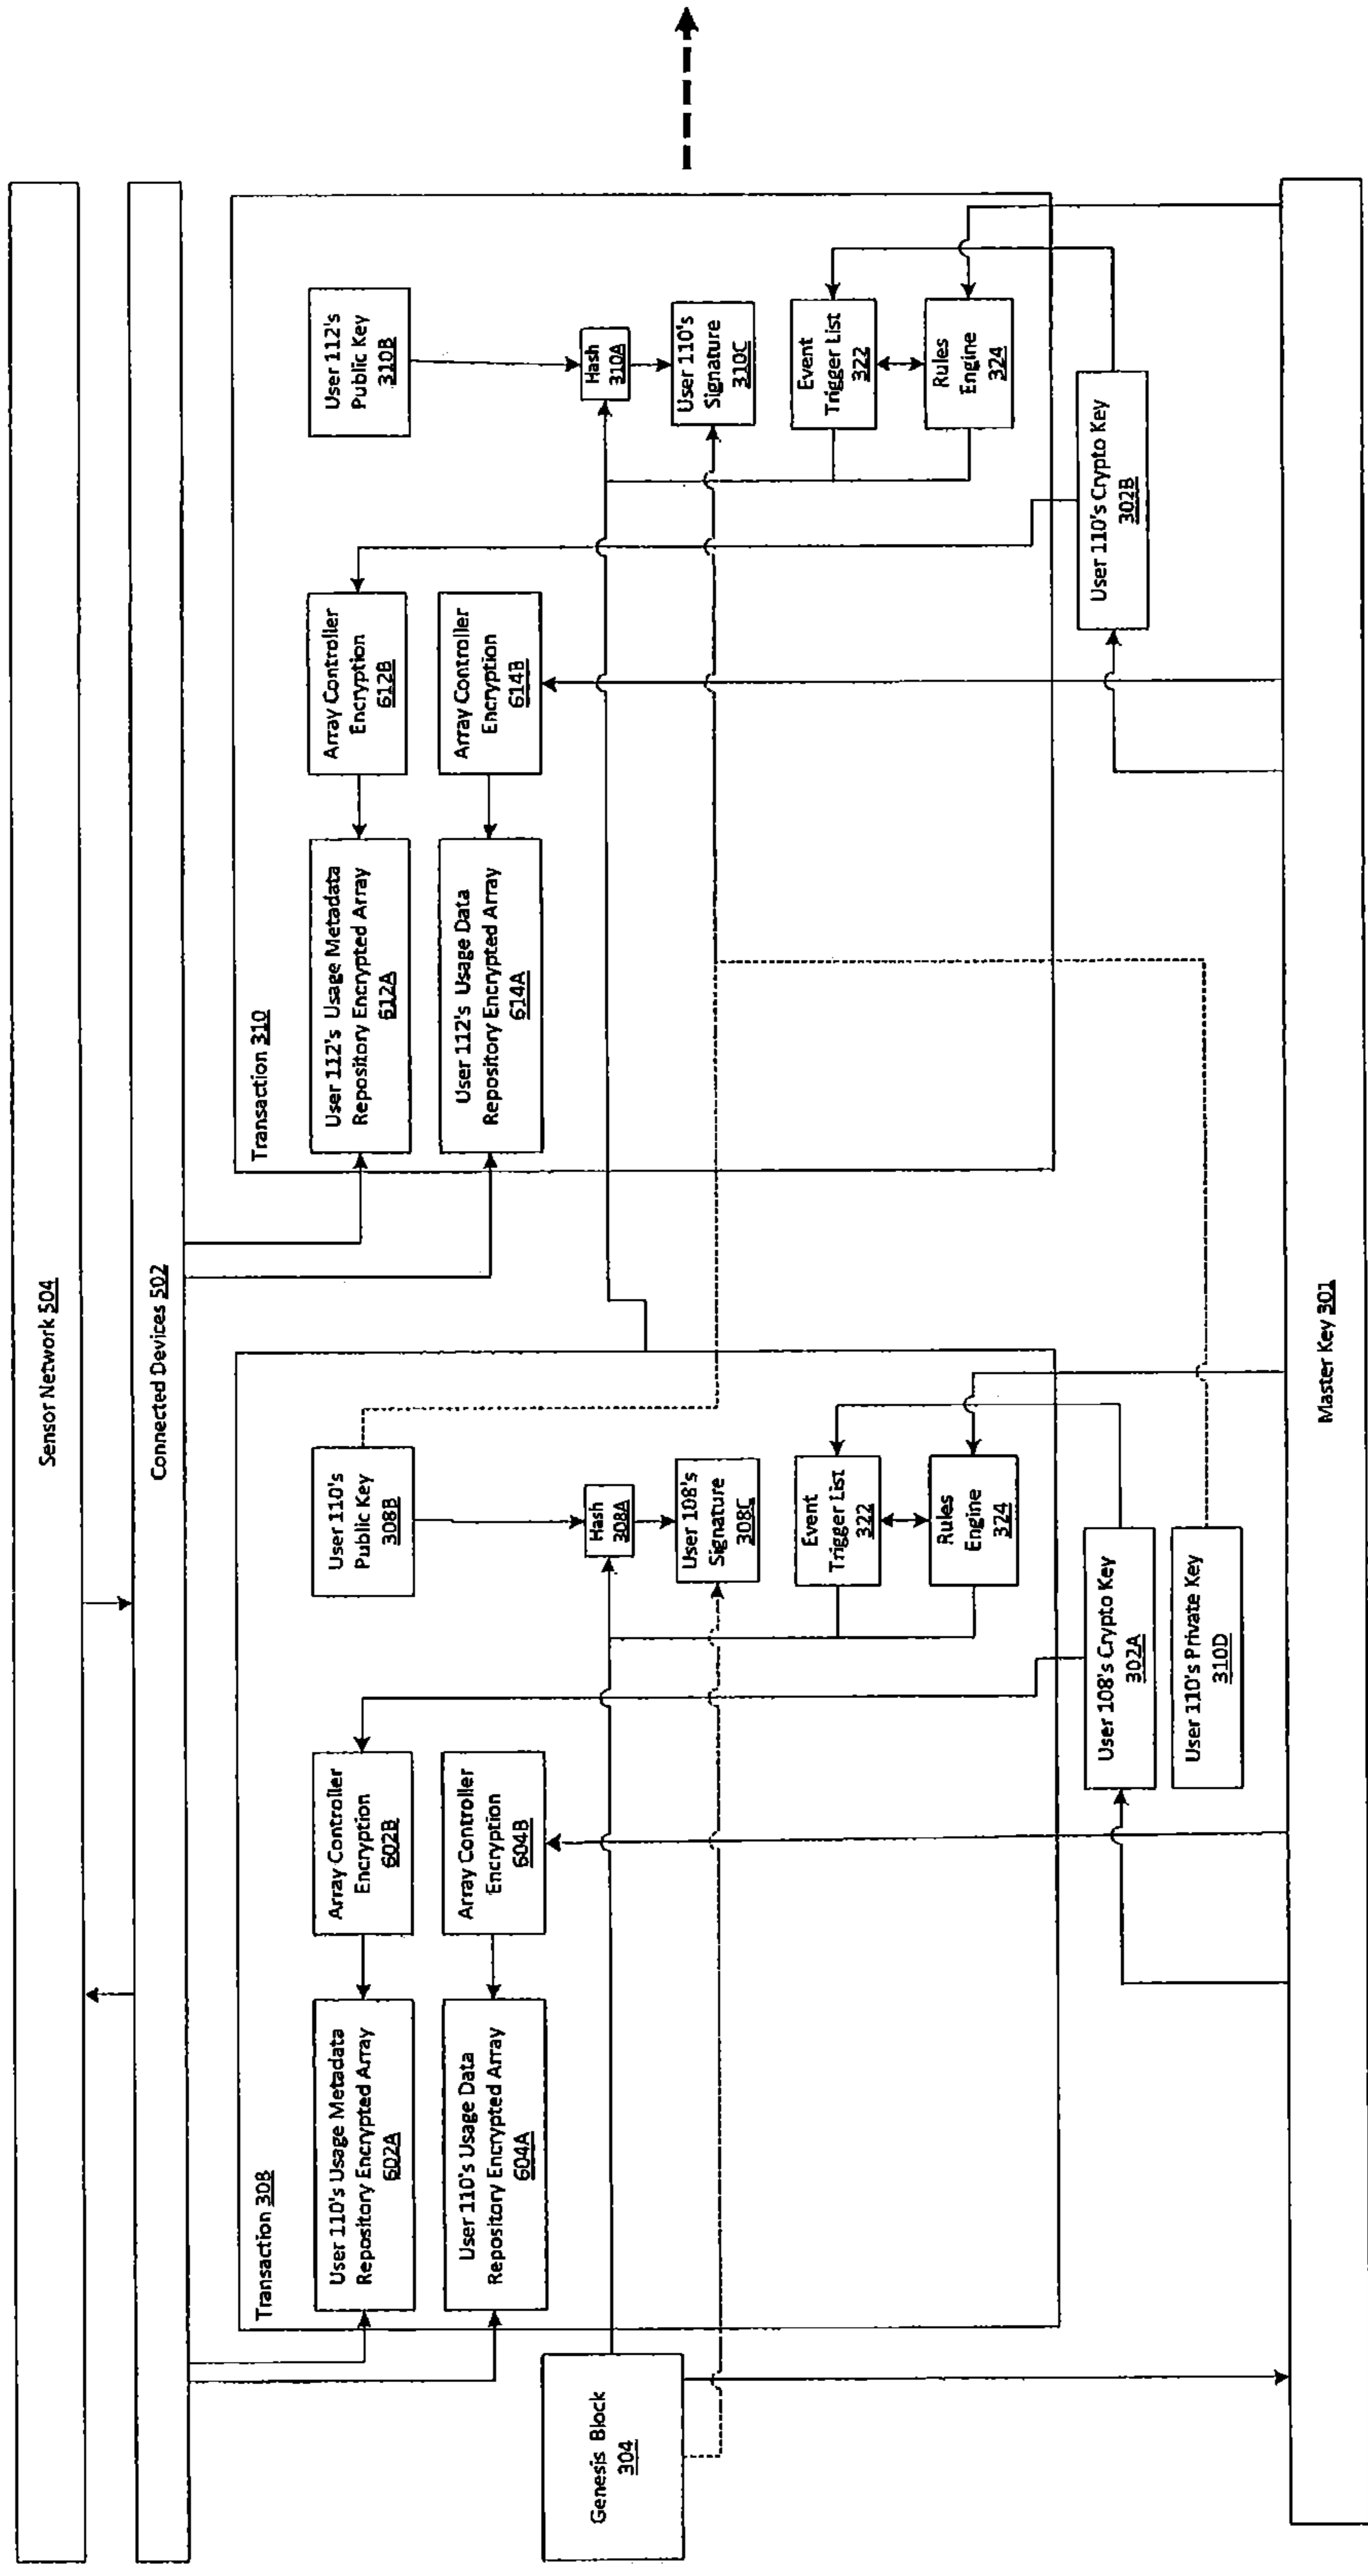 Sensor Network 504
Connected Devices 502
Transaction 308
User 110's Usage Metadata
Repository Encrypted Array
602A
Array Controller
Encryption
602B
User 110's
Public Key
308B
User 110's Usage Data
Repository Encrypted Array
604A
Array Controller
Encryption
604B
Hash
308A
User 108's
Signature
308C
Event
Trigger List
322
Rules
Engine
324
Genesis Block
304
User 108's Crypto Key
302A
User 110's Private Key
310D
Transaction 310
User 112's Usage Metadata
Repository Encrypted Array
612A
Array Controller
Encryption
612B
User 112's
Public Key
310B
User 112's Usage Data
Repository Encrypted Array
614A
Array Controller
Encryption
614B
Hash
310A
User 110's
Signature
310C
Event
Trigger List
322
Rules
Engine
324
User 110's Crypto Key
302B
Master Key 301